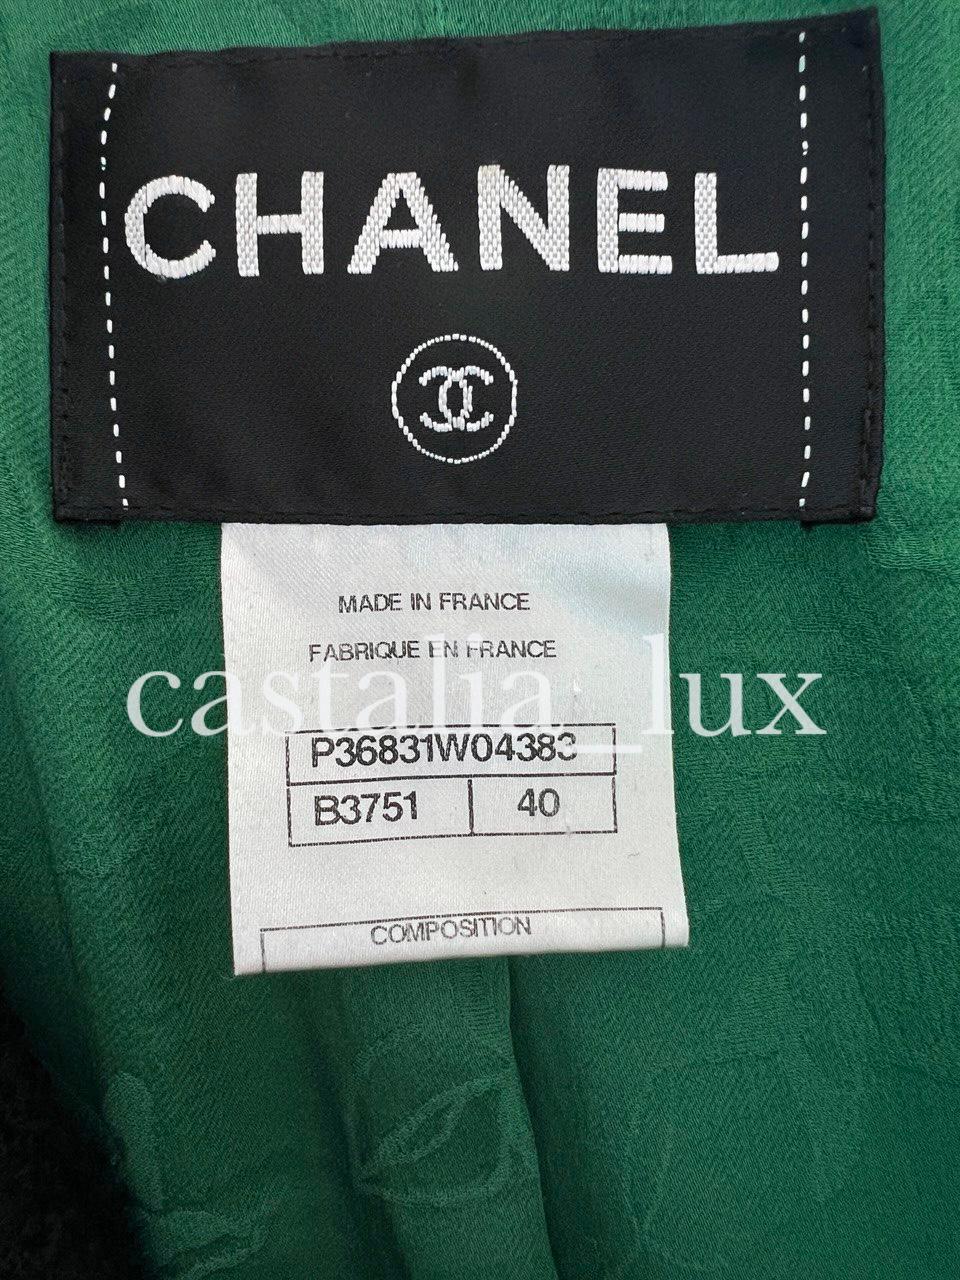 CHANEL
MADE IN FRANCE
FABRIQUE EN FRANCE
castalia_lux
P36831W04383
B3751 40
COMPOSITION